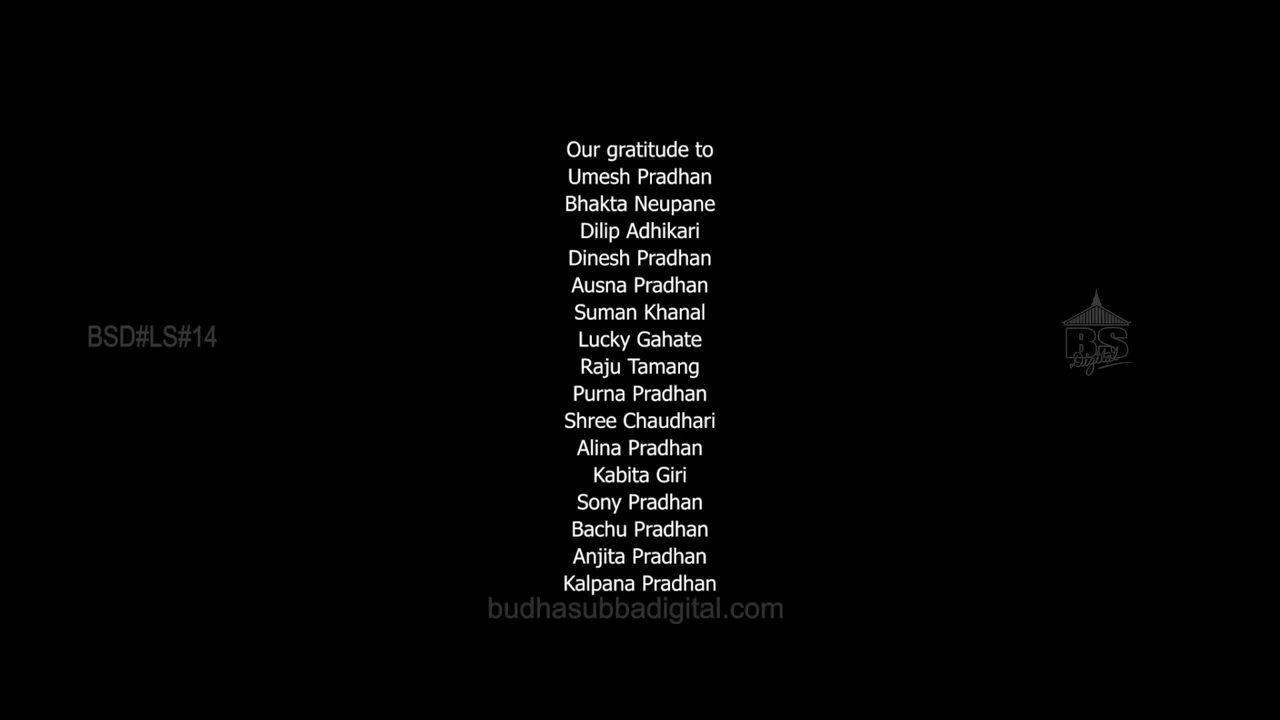 Our gratitude to
Umesh Pradhan
Bhakta Neupane
Dilip Adhikari
Dinesh Pradhan
Ausna Pradhan
Suman Khanal
BSD#LS#14
Lucky Gahate
BS
Digital
Raju Tamang
Purna Pradhan
Shree Chaudhari
Alina Pradhan
Kabita Giri
Sony Pradhan
Bachu Pradhan
Anjita Pradhan
Kalpana Pradhan
budhasubbadigital.com